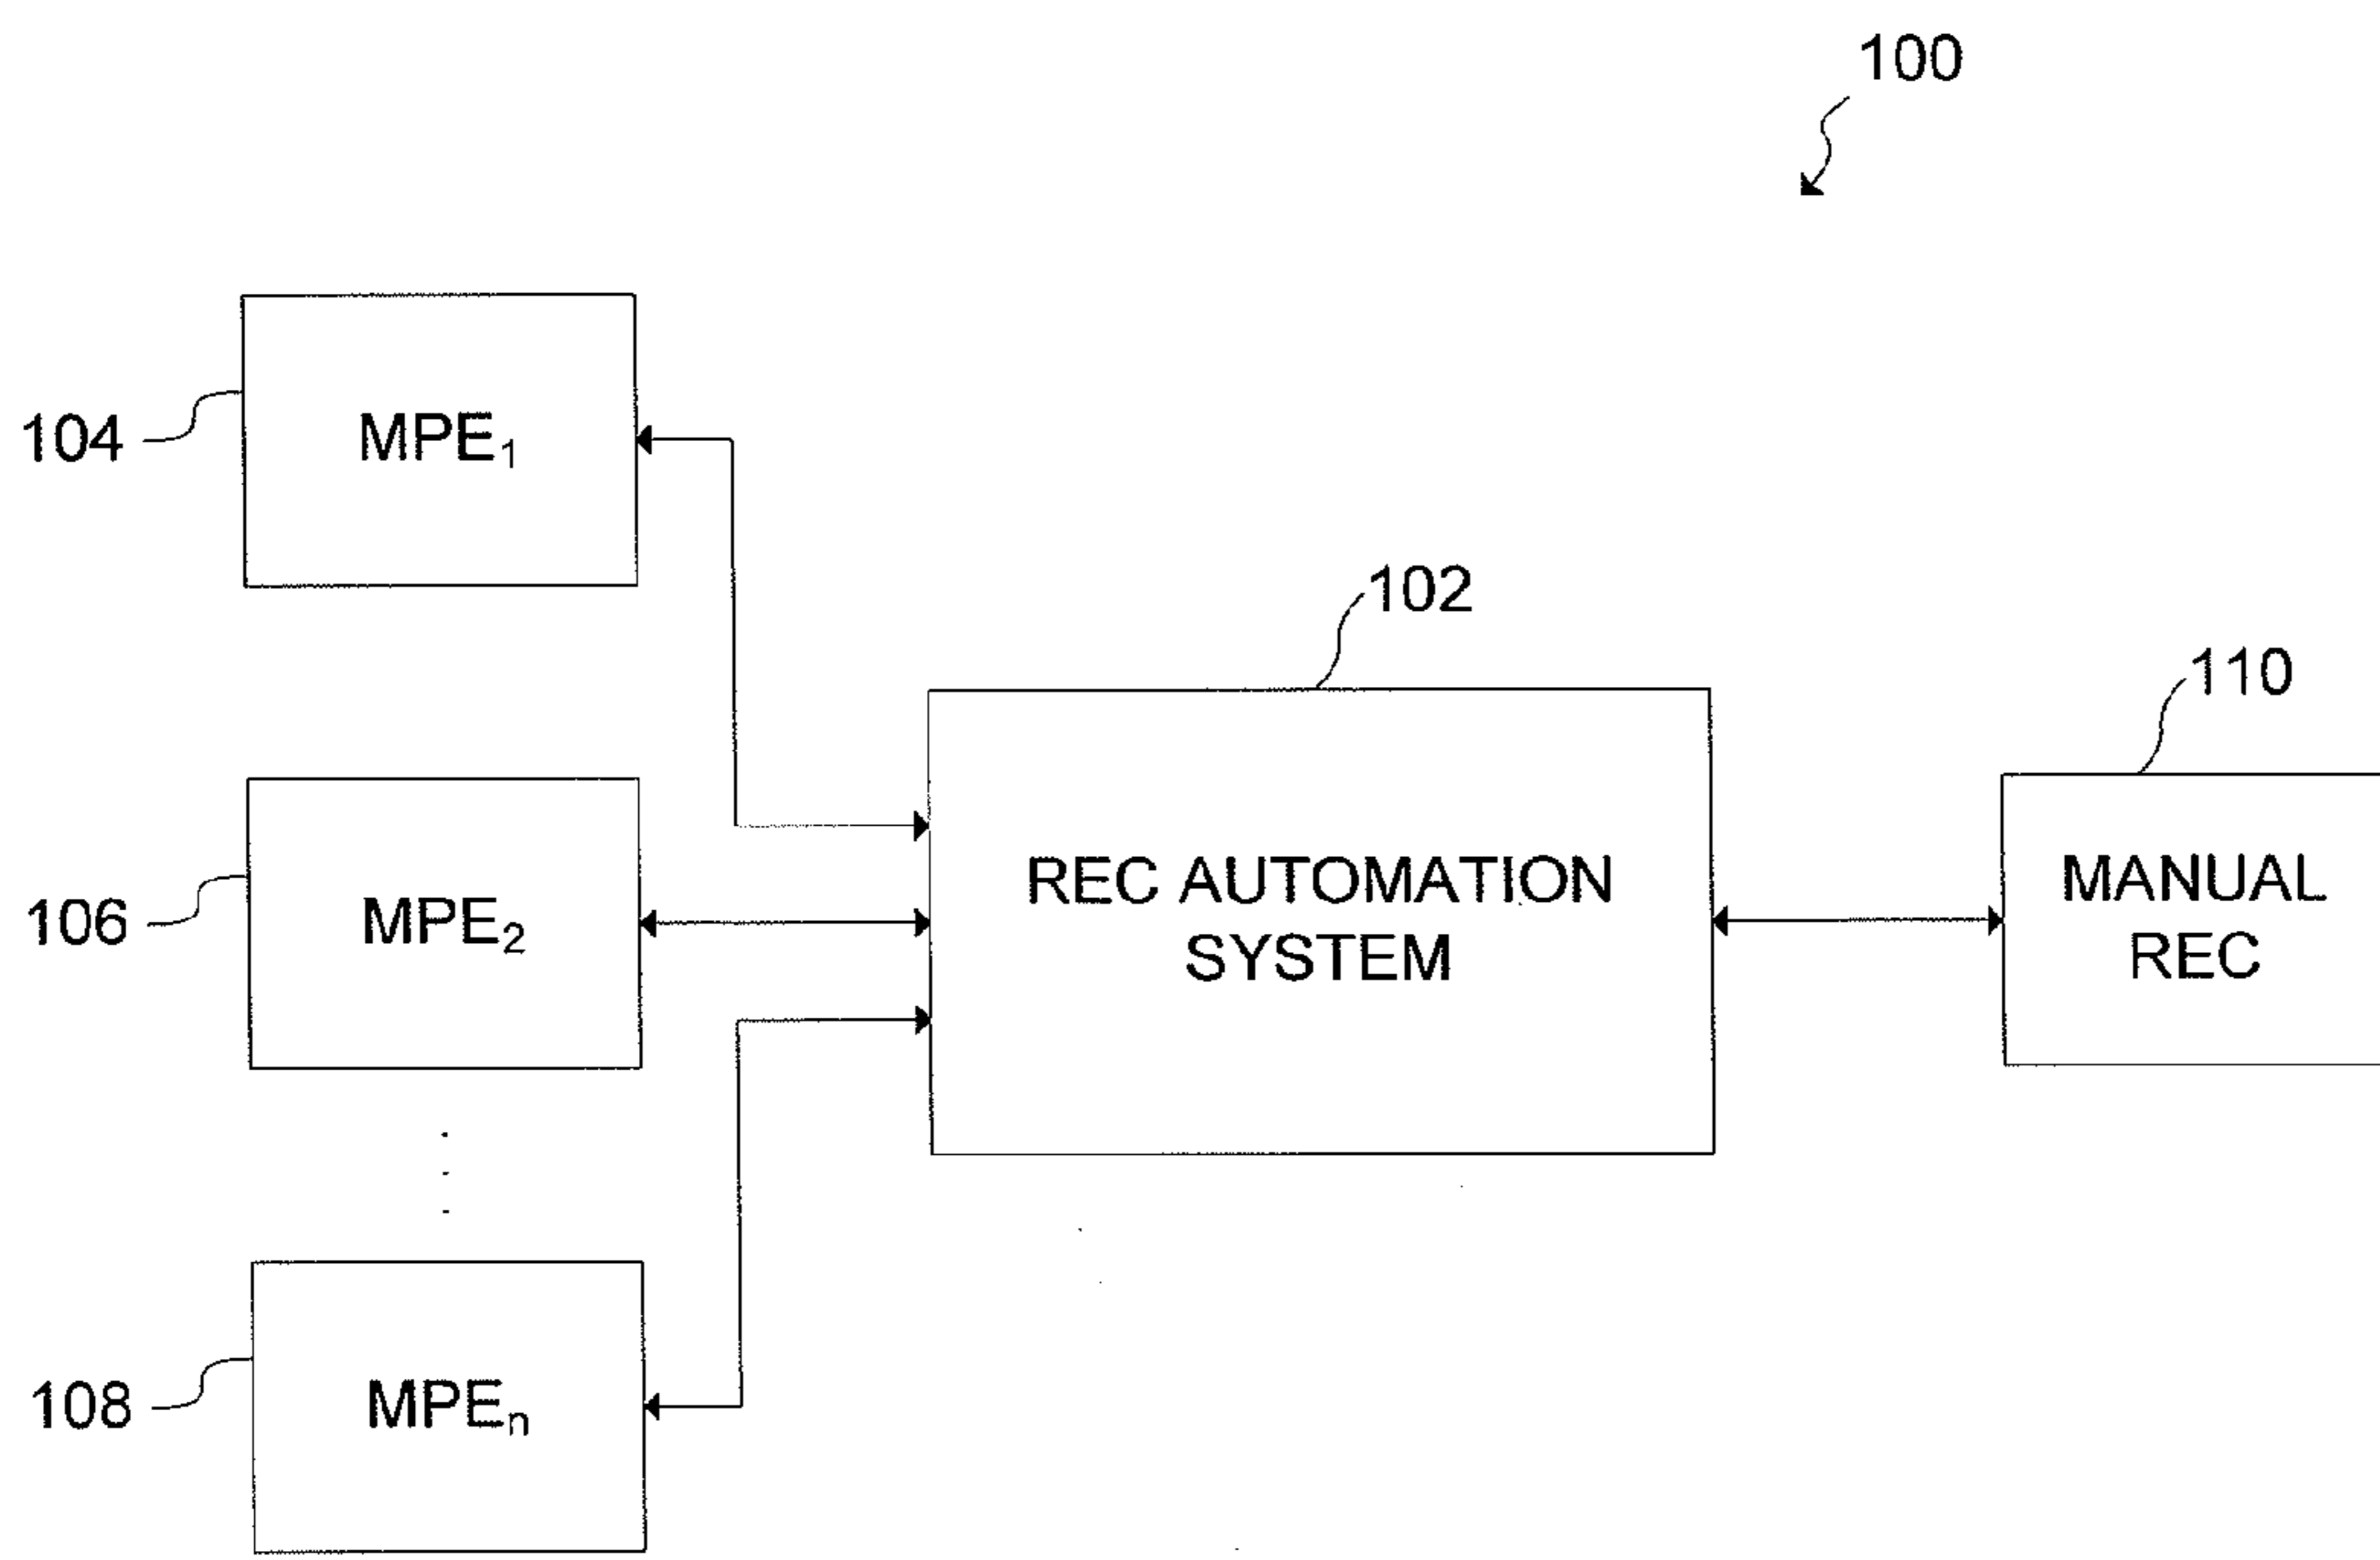 100
104
MPE₁
102
110
106
MPE₂
REC AUTOMATION
SYSTEM
MANUAL
REC
108
MPEₙ